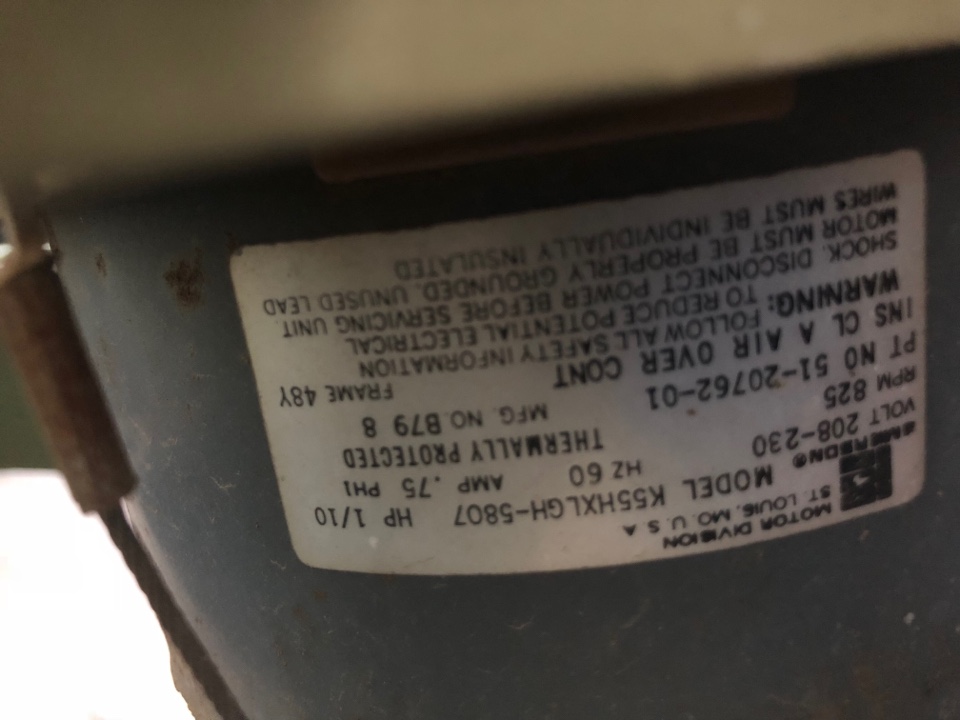 EMERSON®
MOTOR DIVISION
ST. LOUIS, MO. U.S A
MODEL K55HXLGH-5807 HP 1/10
VOLT 208-230 HZ 60 AMP .75 PH1
RPM 825 THERMALLY PROTECTED
PT NO 51-20762-01 MFG. NO. B79 8
INS CL A AIR OVER CONT FRAME 48Y
WARNING: FOLLOW ALL SAFETY INFORMATION
TO REDUCE POTENTIAL ELECTRICAL
SHOCK, DISCONNECT POWER BEFORE SERVICING UNIT.
MOTOR MUST BE PROPERLY GROUNDED. UNUSED LEAD
WIRES MUST BE INDIVIDUALLY INSULATED